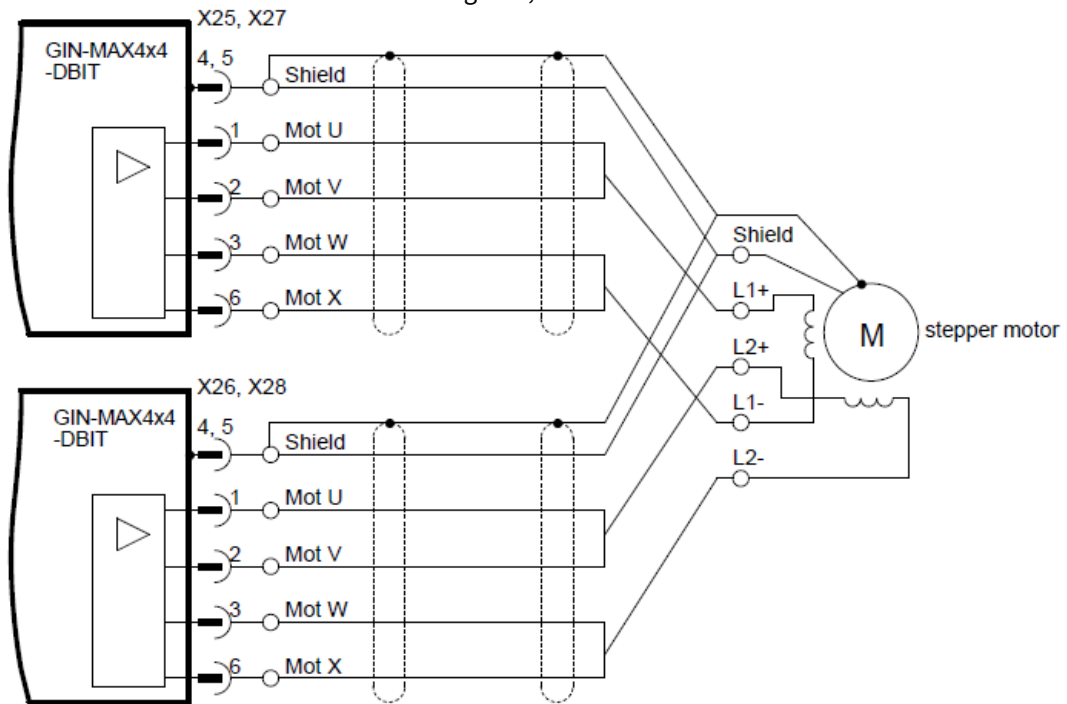 X25, X27
GIN-MAX4x4
-DBIT
4, 5
Shield
1
Mot U
2
Mot V
3
Mot W
6
Mot X
Shield
L1+
L2+
L1-
L2-
M
stepper motor
X26, X28
GIN-MAX4x4
-DBIT
4, 5
Shield
1
Mot U
2
Mot V
3
Mot W
6
Mot X